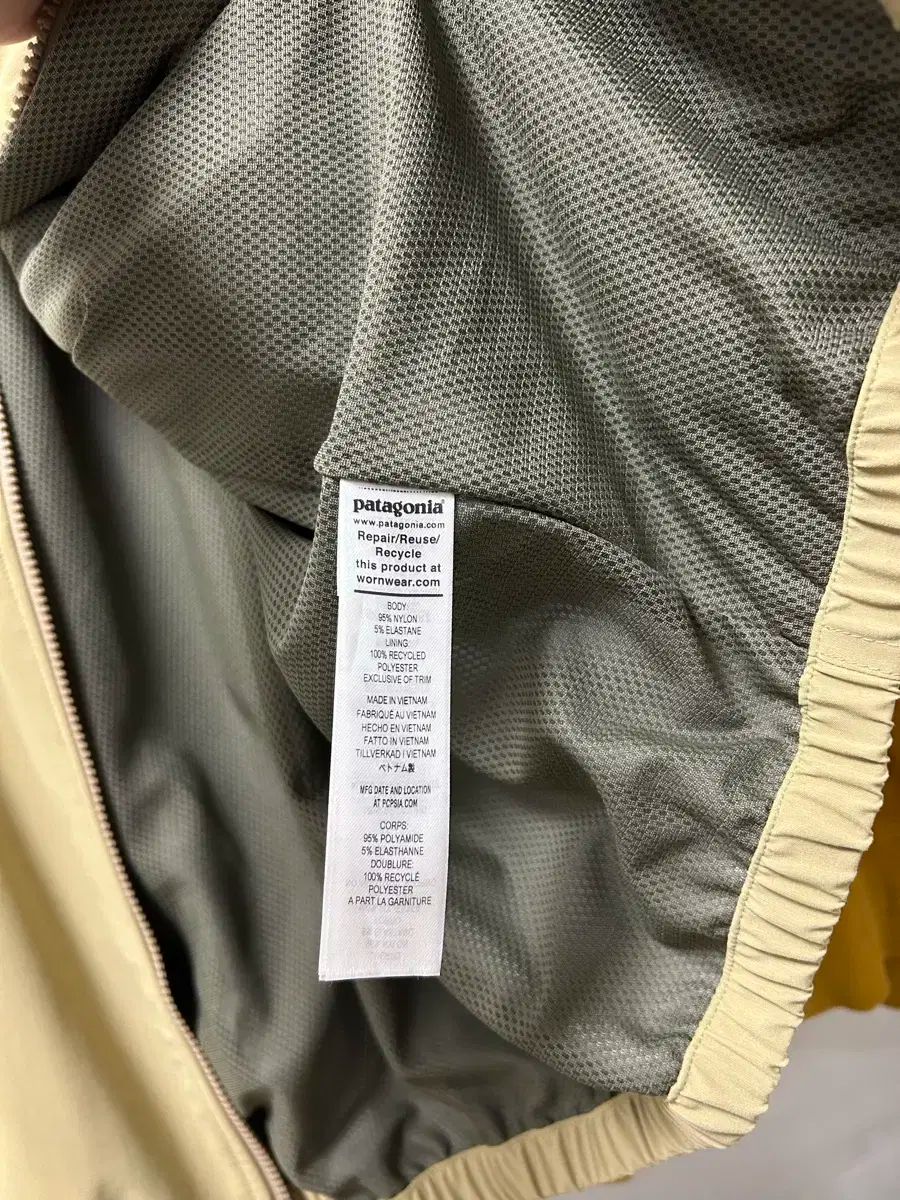 patagonia®
www.patagonia.com
Repair/Reuse/
Recycle
this product at
wornwear.com
BODY:
95% NYLON
5% ELASTANE
LINING:
100% RECYCLED
POLYESTER
EXCLUSIVE OF TRIM
MADE IN VIETNAM
FABRIQUÉ AU VIETNAM
HECHO EN VIETNAM
FATTO IN VIETNAM
TILLVERKAD I VIETNAM
ベトナム製
MFG DATE AND LOCATION
AT PCPSIA.COM
CORPS:
95% POLYAMIDE
5% ELASTHANNE
DOUBLURE:
100% RECYCLÉ
POLYESTER
A PART LA GARNITURE